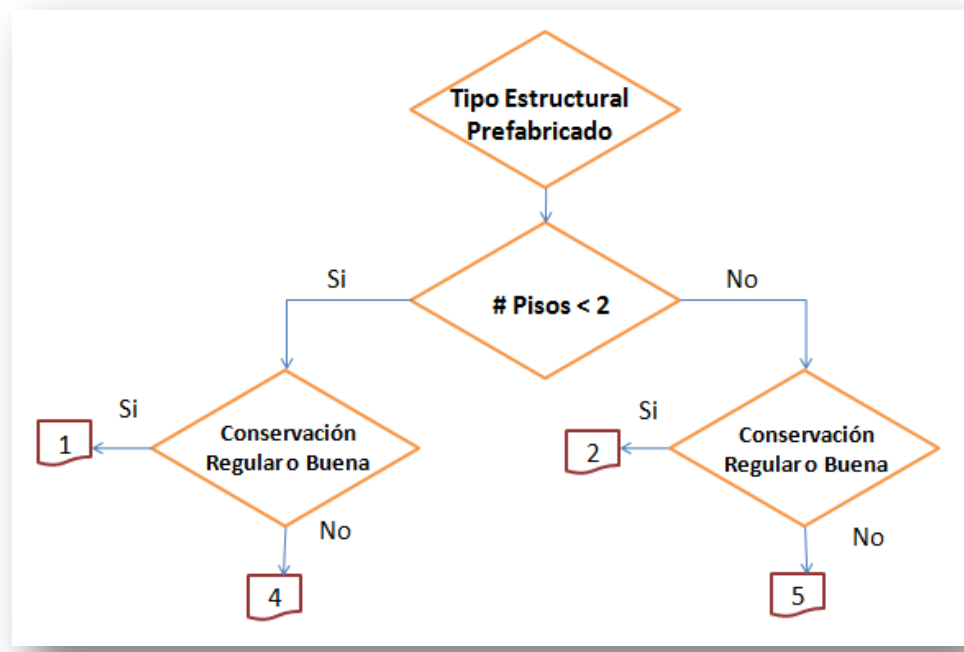 Tipo Estructural
Prefabricado
Si
No
# Pisos < 2
Si
Conservación
Regular o Buena
1
No
4
Si
Conservación
Regular o Buena
2
No
5